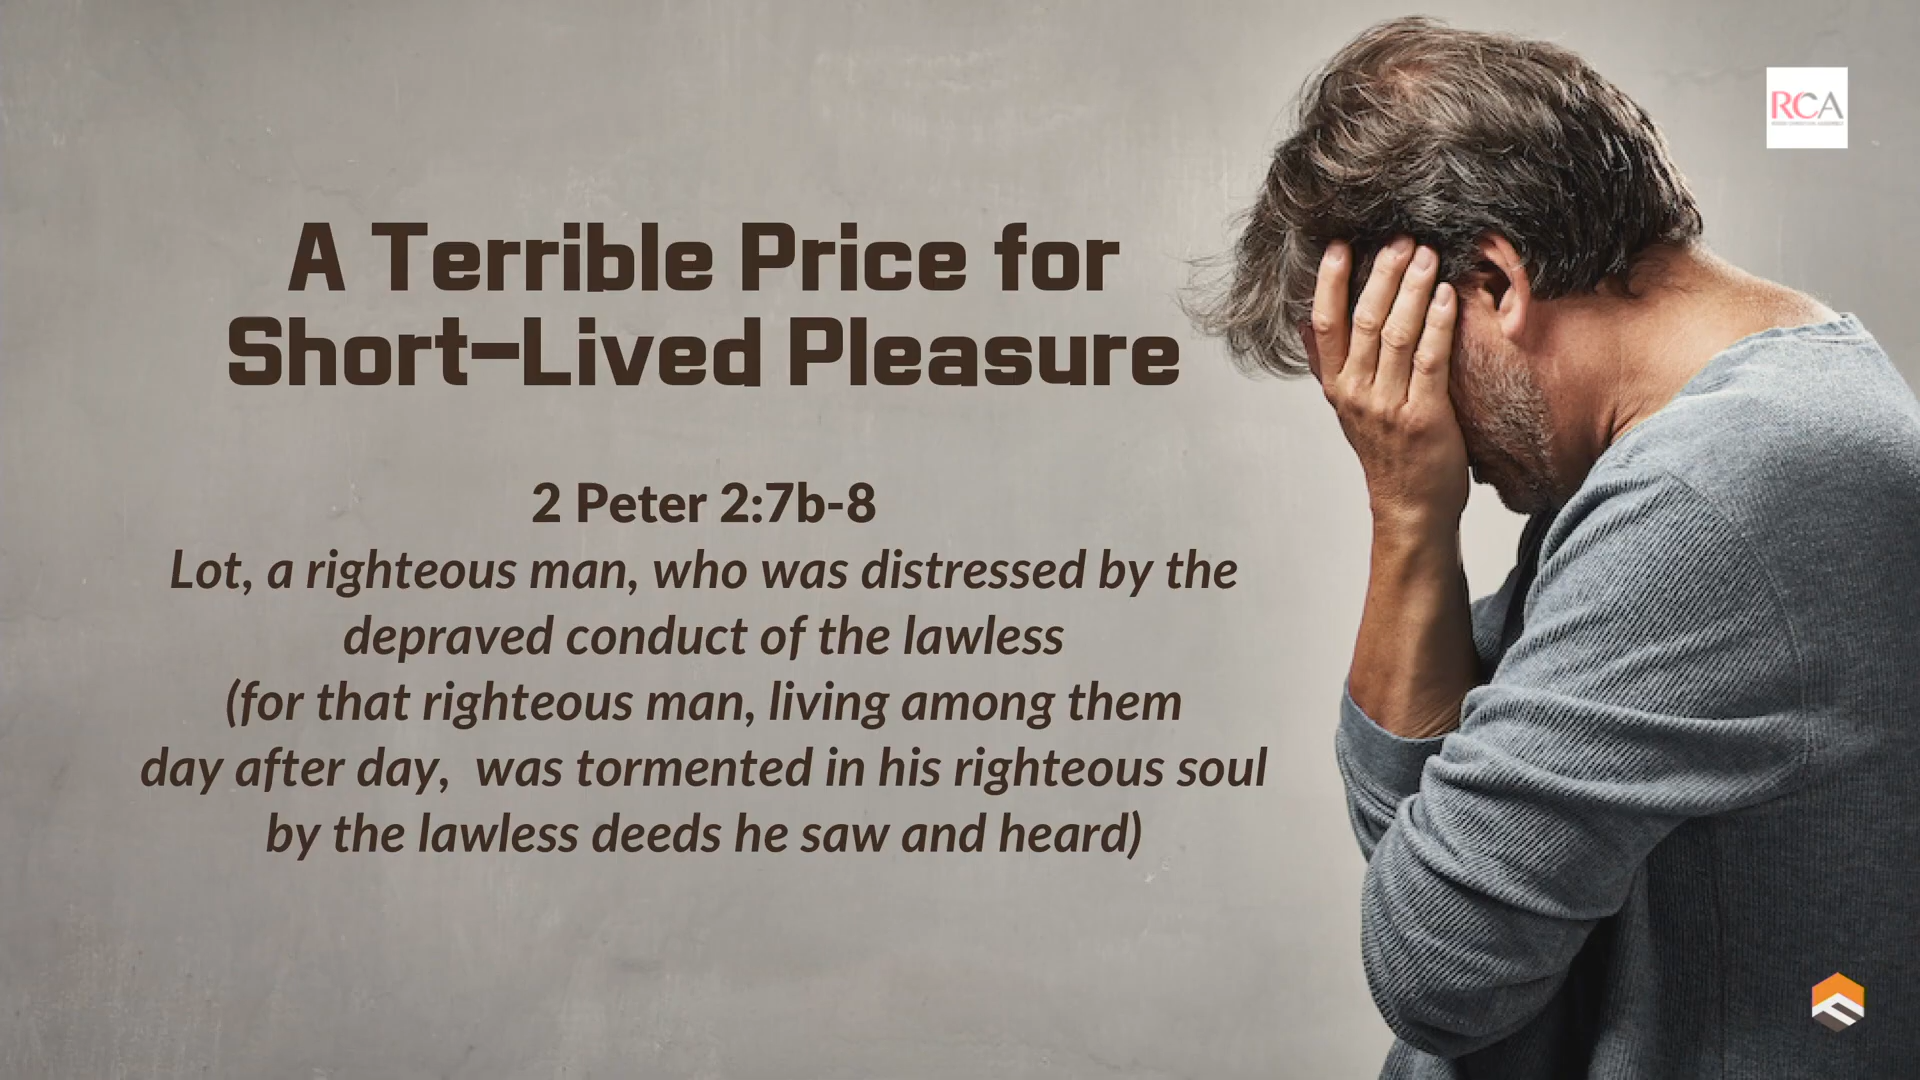 RCA
A Terrible Price for
Short-Lived Pleasure
2 Peter 2:7b-8
Lot, a righteous man, who was distressed by the
depraved conduct of the lawless
(for that righteous man, living among them
day after day,  was tormented in his righteous soul
by the lawless deeds he saw and heard)